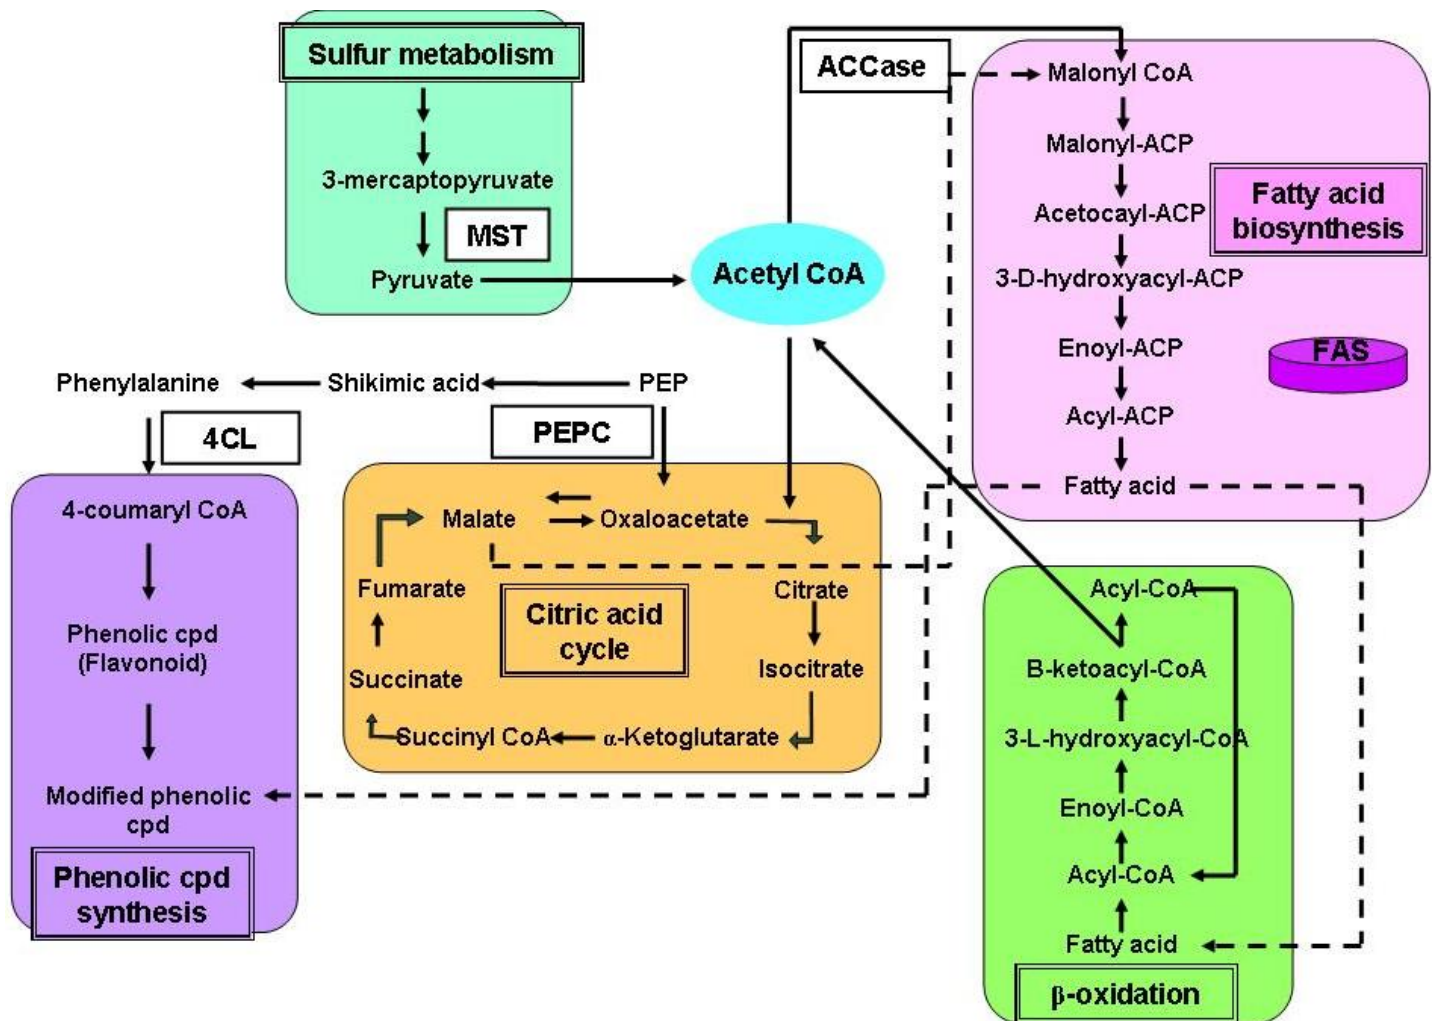 Sulfur metabolism
3-mercaptopyruvate
MST
Pyruvate
Acetyl CoA
ACCase
Malonyl CoA
Malonyl-ACP
Acetocayl-ACP
3-D-hydroxyacyl-ACP
Enoyl-ACP
Acyl-ACP
Fatty acid
Fatty acid
biosynthesis
FAS
Phenylalanine
Shikimic acid
PEP
4CL
PEPC
4-coumaryl CoA
Phenolic cpd
(Flavonoid)
Modified phenolic
cpd
Phenolic cpd
synthesis
Malate
Oxaloacetate
Fumarate
Citrate
Citric acid
cycle
Succinate
Isocitrate
Succinyl CoA
α-Ketoglutarate
Acyl-CoA
B-ketoacyl-CoA
3-L-hydroxyacyl-CoA
Enoyl-CoA
Acyl-CoA
Fatty acid
β-oxidation